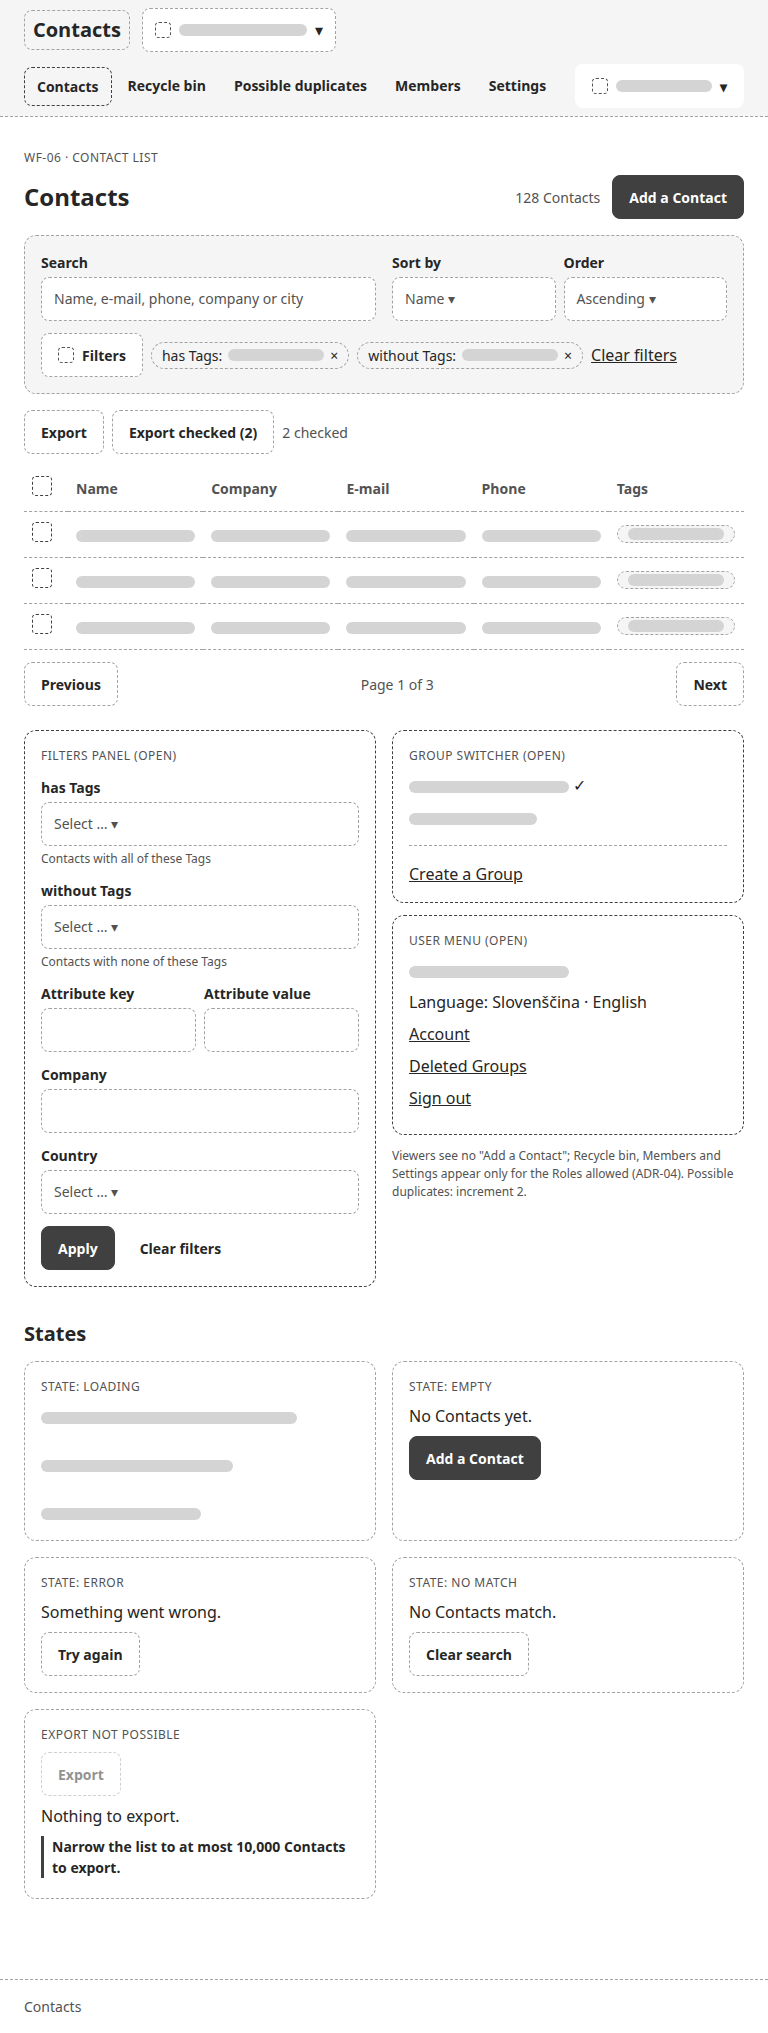 Contacts
▾
Contacts Recycle bin Possible duplicates Members Settings ▾
WF-06 · CONTACT LIST
Contacts 128 Contacts Add a Contact
Search Sort by Order
Name, e-mail, phone, company or city Name ▾ Ascending ▾
Filters has Tags: × without Tags: × Clear filters
Export Export checked (2) 2 checked
Name Company E-mail Phone Tags
Previous Page 1 of 3 Next
FILTERS PANEL (OPEN)
has Tags
Select ... ▾
Contacts with all of these Tags
without Tags
Select ... ▾
Contacts with none of these Tags
Attribute key Attribute value
Company
Country
Select ... ▾
Apply Clear filters
GROUP SWITCHER (OPEN)
✓
Create a Group
USER MENU (OPEN)
Language: Slovenščina · English
Account
Deleted Groups
Sign out
Viewers see no "Add a Contact"; Recycle bin, Members and
Settings appear only for the Roles allowed (ADR-04). Possible
duplicates: increment 2.
States
STATE: LOADING
STATE: EMPTY
No Contacts yet.
Add a Contact
STATE: ERROR
Something went wrong.
Try again
STATE: NO MATCH
No Contacts match.
Clear search
EXPORT NOT POSSIBLE
Export
Nothing to export.
Narrow the list to at most 10,000 Contacts
to export.
Contacts